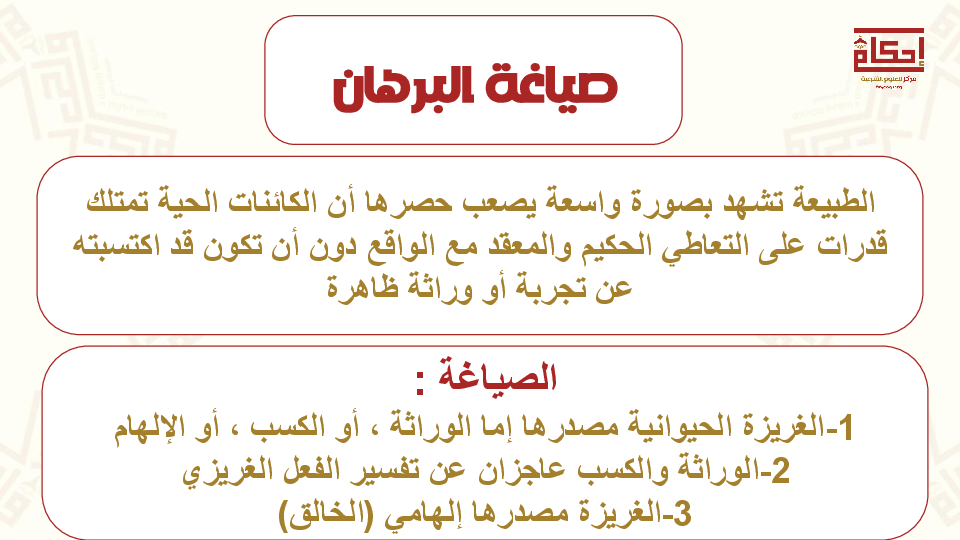 إحكام
مركز للعلوم الشرعية
صياغة البرهان
الطبيعة تشهد بصورة واسعة يصعب حصرها أن الكائنات الحية تمتلك
قدرات على التعاطي الحكيم والمعقد مع الواقع دون أن تكون قد اكتسبته
عن تجربة أو وراثة ظاهرة
الصياغة :
1-الغريزة الحيوانية مصدرها إما الوراثة ، أو الكسب ، أو الإلهام
2-الوراثة والكسب عاجزان عن تفسير الفعل الغريزي
3-الغريزة مصدرها إلهامي (الخالق)